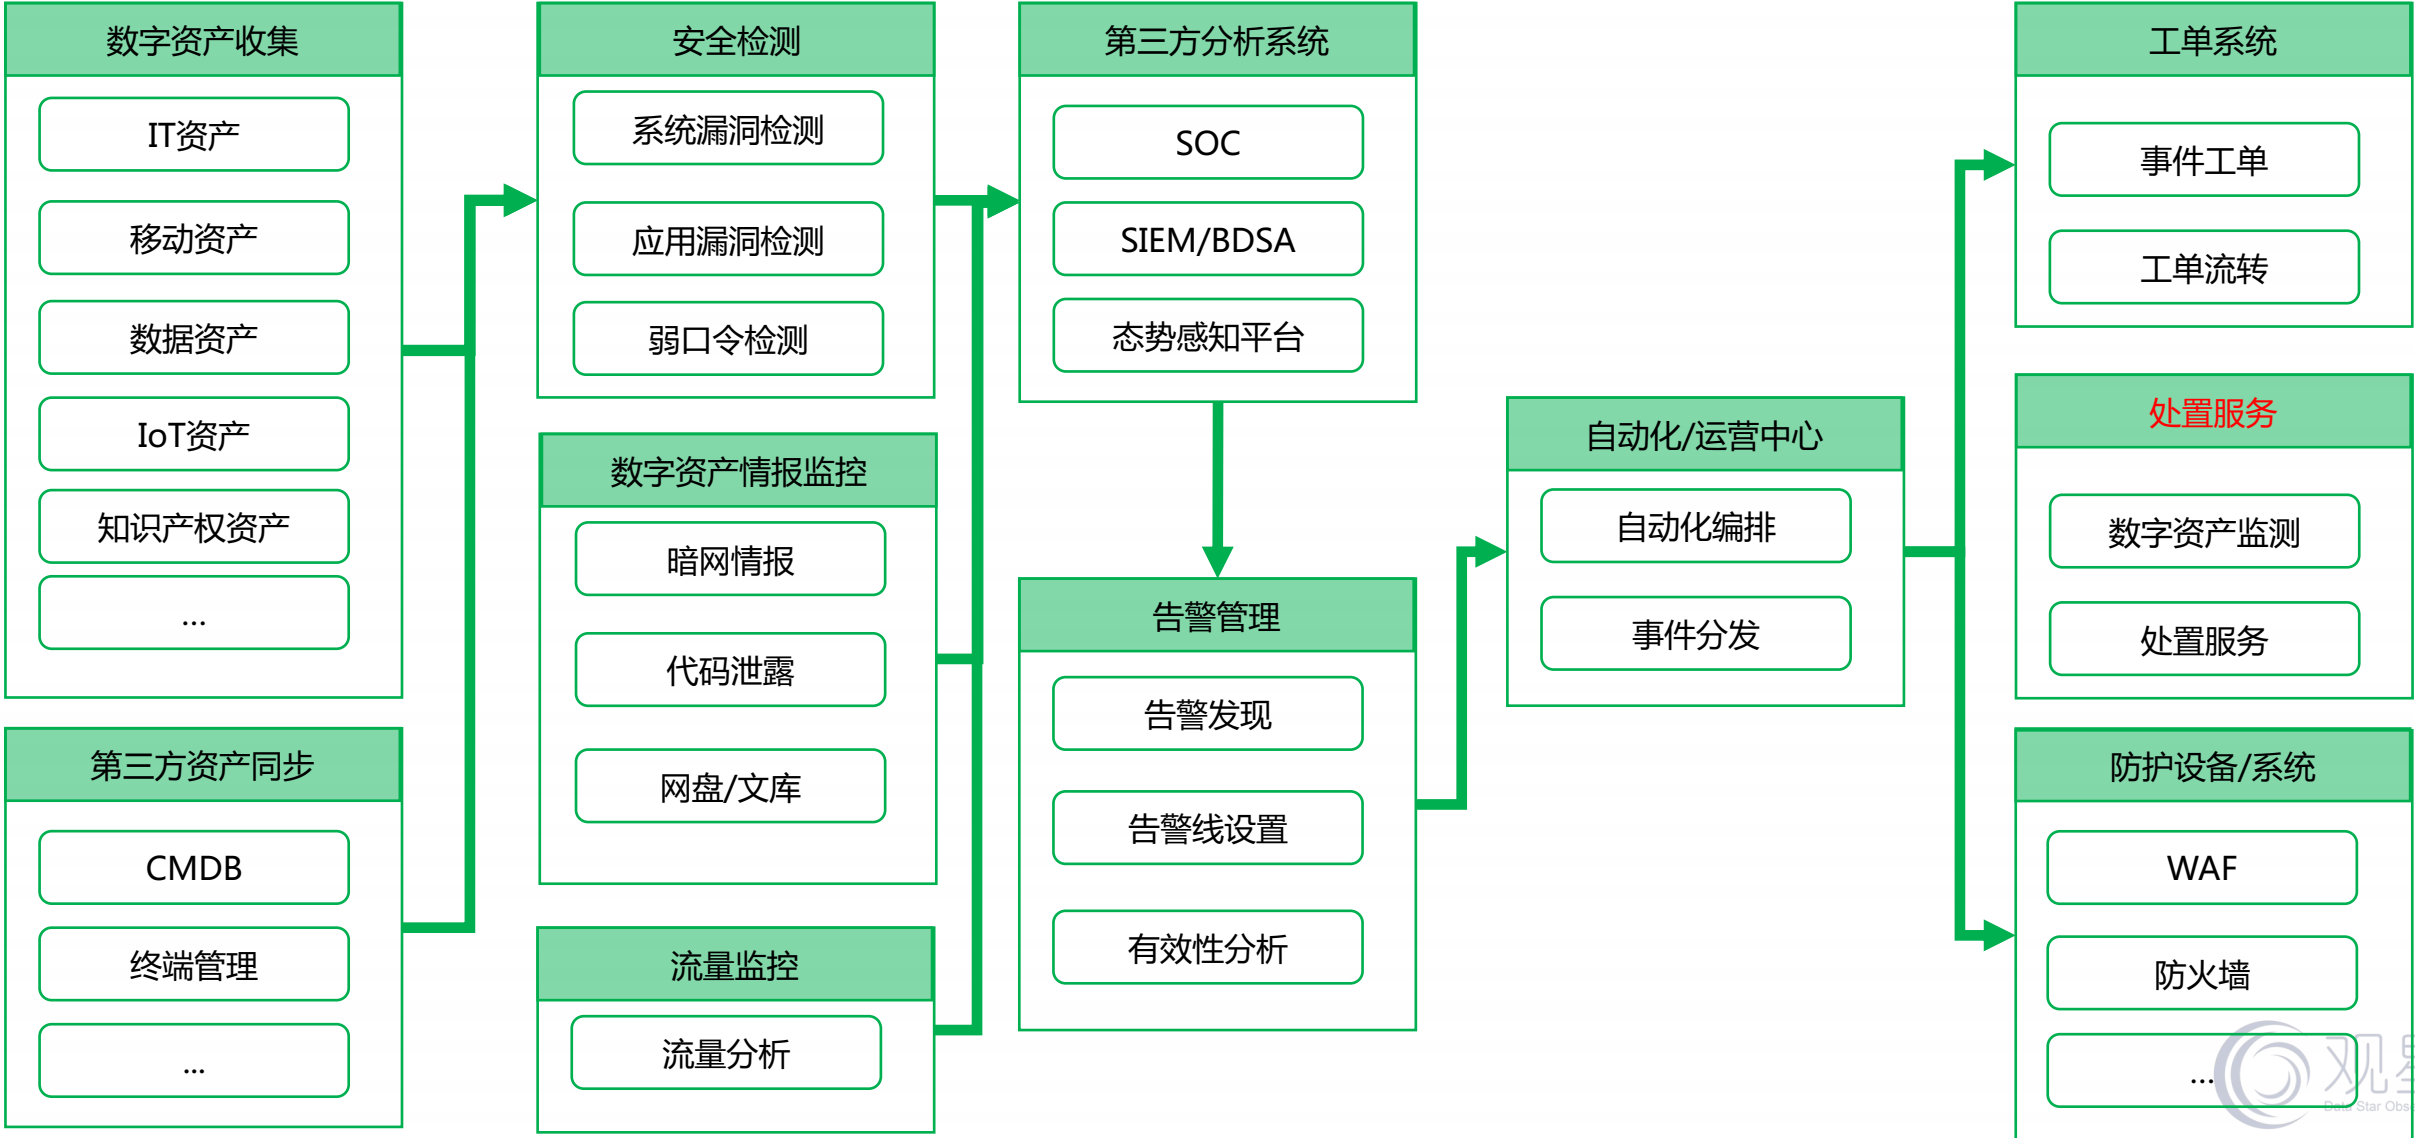 数字资产收集
IT资产
移动资产
数据资产
IoT资产
知识产权资产
...
第三方资产同步
CMDB
终端管理
...
安全检测
系统漏洞检测
应用漏洞检测
弱口令检测
数字资产情报监控
暗网情报
代码泄露
网盘/文库
流量监控
流量分析
第三方分析系统
SOC
SIEM/BDSA
态势感知平台
告警管理
告警发现
告警线设置
有效性分析
自动化/运营中心
自动化编排
事件分发
工单系统
事件工单
工单流转
处置服务
数字资产监测
处置服务
防护设备/系统
WAF
防火墙
...
观
Data Star